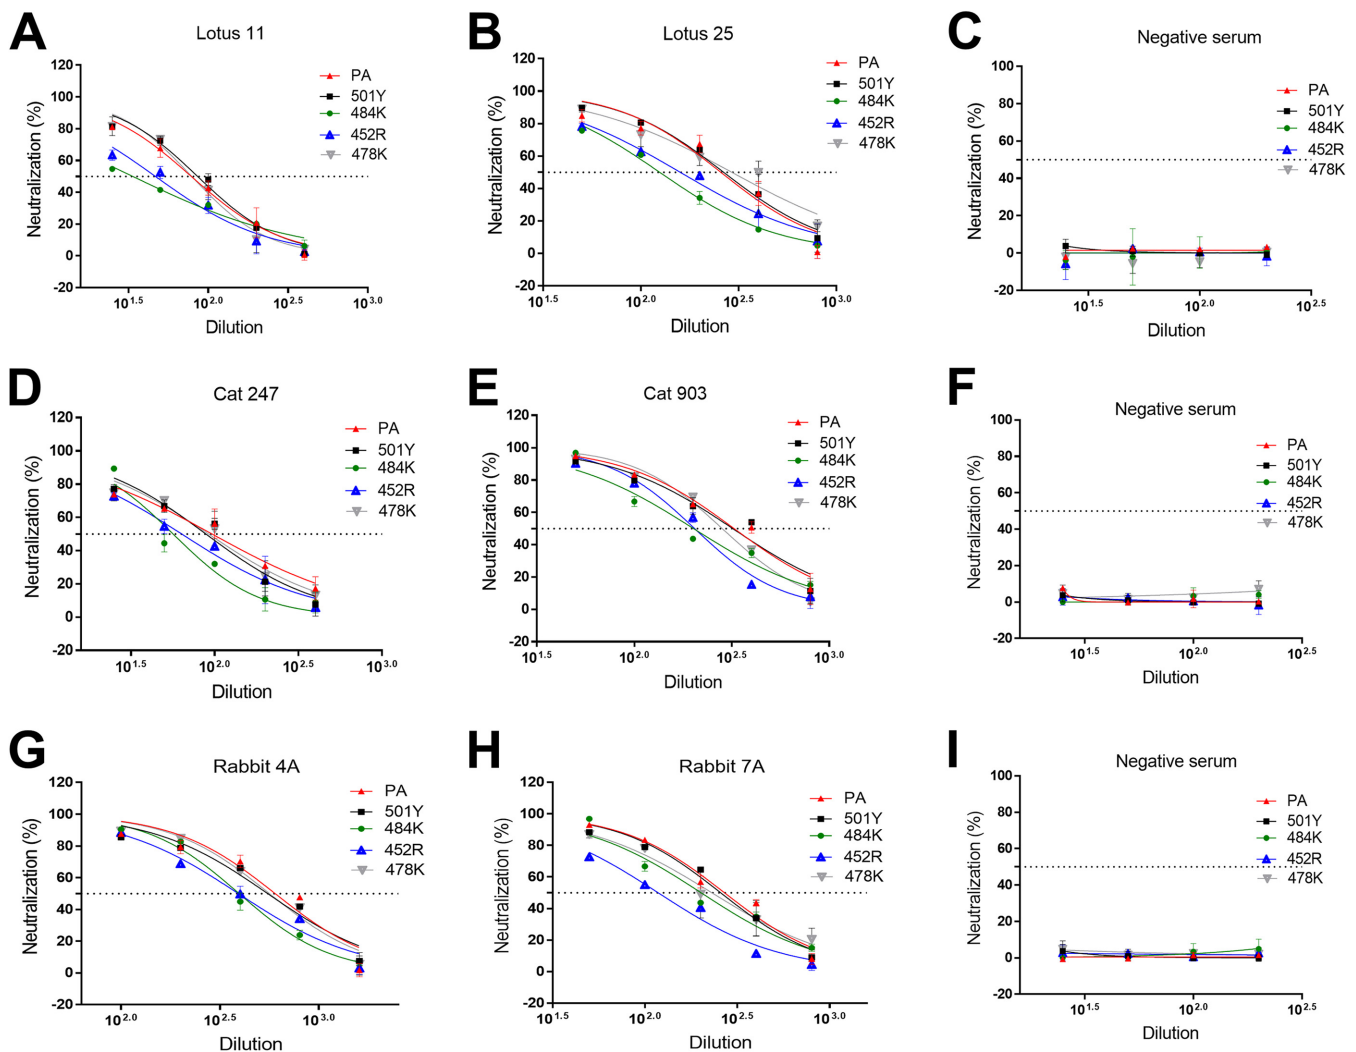 A
Lotus 11
Neutralization (%)
120
100
80
60
40
20
0
-20
10^1.5
10^2.0
10^2.5
10^3.0
Dilution
PA
501Y
484K
452R
478K
B
Lotus 25
Neutralization (%)
120
100
80
60
40
20
0
-20
10^1.5
10^2.0
10^2.5
10^3.0
Dilution
PA
501Y
484K
452R
478K
C
Negative serum
Neutralization (%)
100
80
60
40
20
0
-20
10^1.5
10^2.0
10^2.5
Dilution
PA
501Y
484K
452R
478K
D
Cat 247
Neutralization (%)
120
100
80
60
40
20
0
-20
10^1.5
10^2.0
10^2.5
10^3.0
Dilution
PA
501Y
484K
452R
478K
E
Cat 903
Neutralization (%)
120
100
80
60
40
20
0
-20
10^1.5
10^2.0
10^2.5
10^3.0
Dilution
PA
501Y
484K
452R
478K
F
Negative serum
Neutralization (%)
100
80
60
40
20
0
-20
10^1.5
10^2.0
10^2.5
Dilution
PA
501Y
484K
452R
478K
G
Rabbit 4A
Neutralization (%)
120
100
80
60
40
20
0
-20
10^2.0
10^2.5
10^3.0
Dilution
PA
501Y
484K
452R
478K
H
Rabbit 7A
Neutralization (%)
120
100
80
60
40
20
0
-20
10^1.5
10^2.0
10^2.5
10^3.0
Dilution
PA
501Y
484K
452R
478K
I
Negative serum
Neutralization (%)
100
80
60
40
20
0
-20
10^1.5
10^2.0
10^2.5
Dilution
PA
501Y
484K
452R
478K